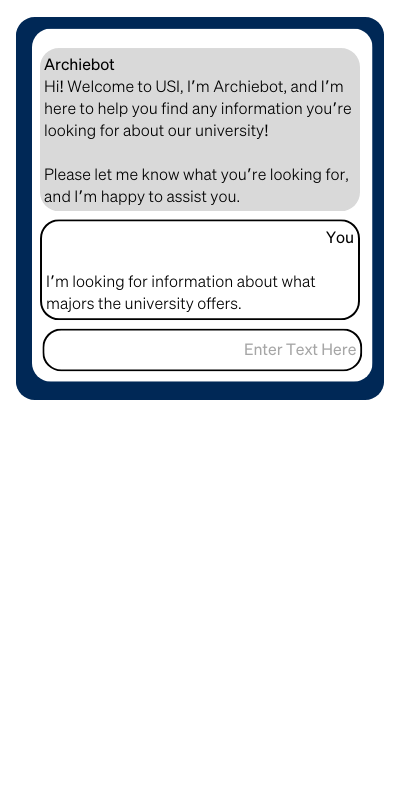 Archiebot
Hi! Welcome to USI, I’m Archiebot, and I’m
here to help you find any information you’re
looking for about our university!
Please let me know what you’re looking for,
and I’m happy to assist you.
You
I’m looking for information about what
majors the university offers.
Enter Text Here